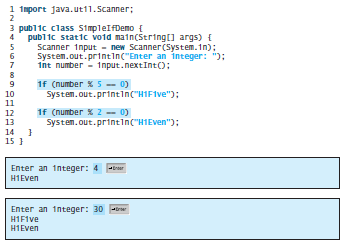 1 import java.util.Scanner;
2
3 public class SimpleIfDemo {
4 public static void main(String[] args) {
5 Scanner input = new Scanner(System.in);
6 System.out.println("Enter an integer: ");
7 int number = input.nextInt();
8
9 if (number % 5 == 0)
10 System.out.println("HiFive");
11
12 if (number % 2 == 0)
13 System.out.println("HiEven");
14 }
15 }
Enter an integer: 4 ↵Enter
HiEven
Enter an integer: 30 ↵Enter
HiFive
HiEven